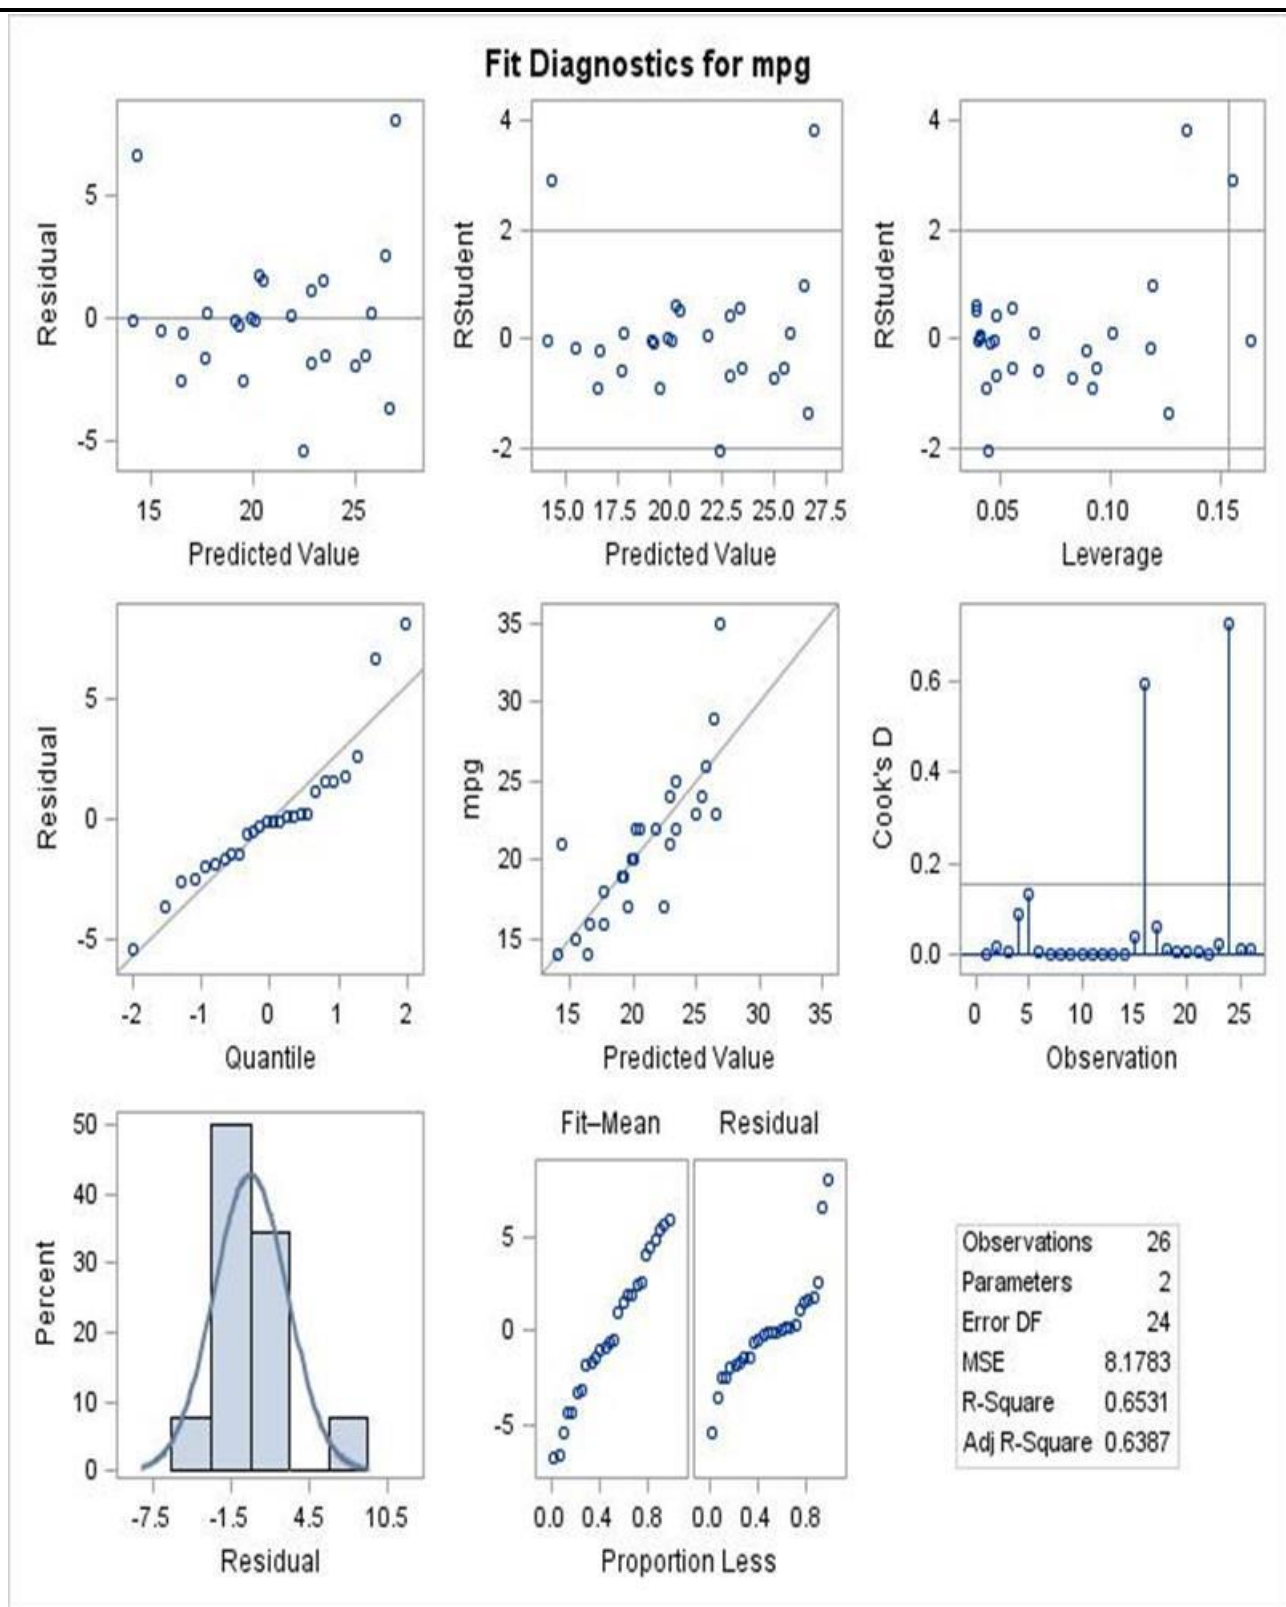 Fit Diagnostics for mpg
5
0
-5
Residual
15 20 25
Predicted Value
4
2
0
-2
RStudent
15.0 17.5 20.0 22.5 25.0 27.5
Predicted Value
4
2
0
-2
RStudent
0.05 0.10 0.15
Leverage
5
0
-5
Residual
-2 -1 0 1 2
Quantile
35
30
25
20
15
mpg
15 20 25 30 35
Predicted Value
0.6
0.4
0.2
0.0
Cook's D
0 5 10 15 20 25
Observation
50
40
30
20
10
0
Percent
-7.5 -1.5 4.5 10.5
Residual
Fit–Mean Residual
5
0
-5
0.0 0.4 0.8 0.0 0.4 0.8
Proportion Less
Observations 26
Parameters 2
Error DF 24
MSE 8.1783
R-Square 0.6531
Adj R-Square 0.6387